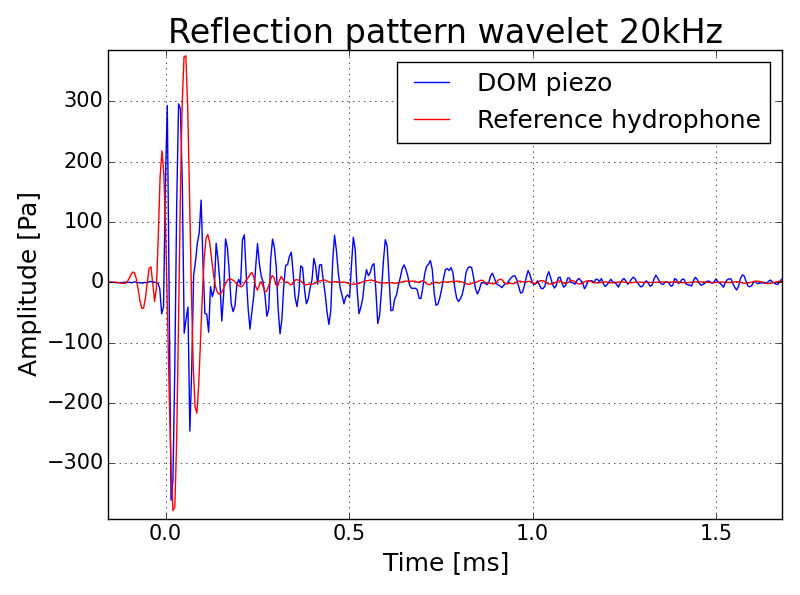 Reflection pattern wavelet 20kHz
DOM piezo
Reference hydrophone
Amplitude [Pa]
300
200
100
0
−100
−200
−300
0.0 0.5 1.0 1.5
Time [ms]